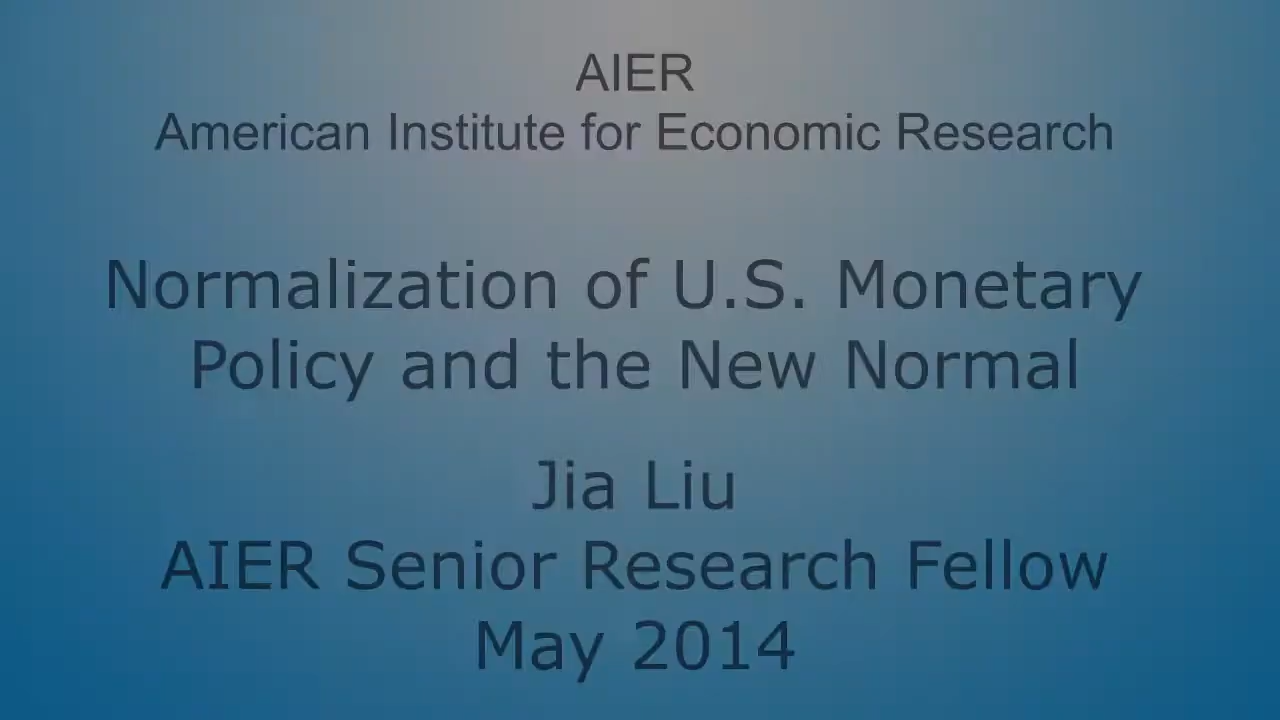 AIER
American Institute for Economic Research
Normalization of U.S. Monetary
Policy and the New Normal
Jia Liu
AIER Senior Research Fellow
May 2014